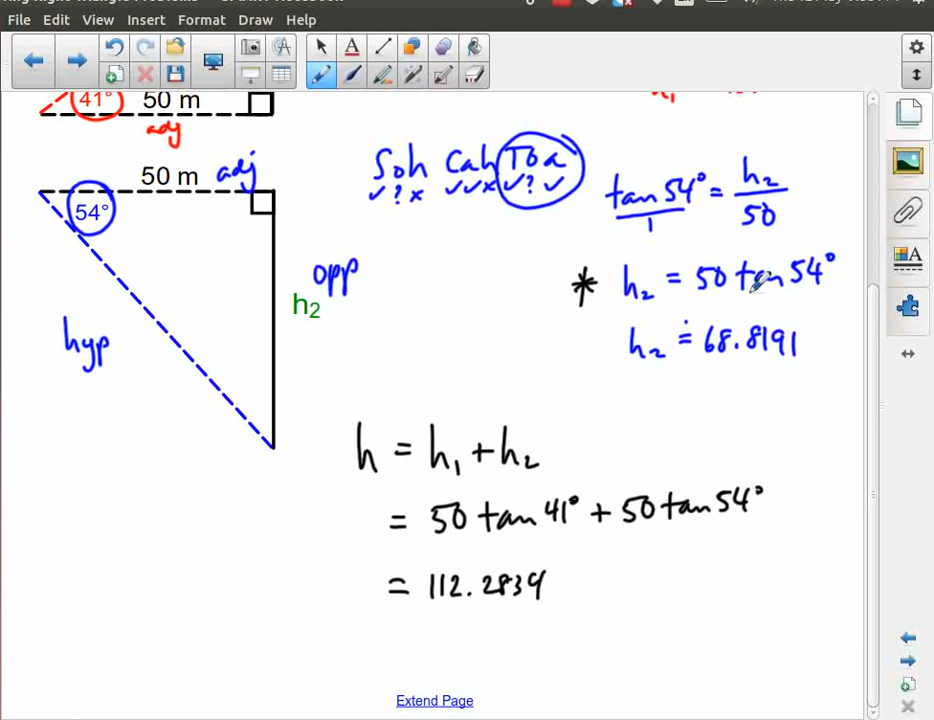 File Edit View Insert Format Draw Help
41° 50 m
adj
50 m adj
54°
hyp
opp
h2
Soh Cah Toa
✓ ? × ✓ ✓ × ✓ ? ✓
tan 54° = h2
1 50
* h2 = 50 tan 54°
h2 ≐ 68.8191
h = h1 + h2
= 50 tan 41° + 50 tan 54°
= 112.2839
Extend Page